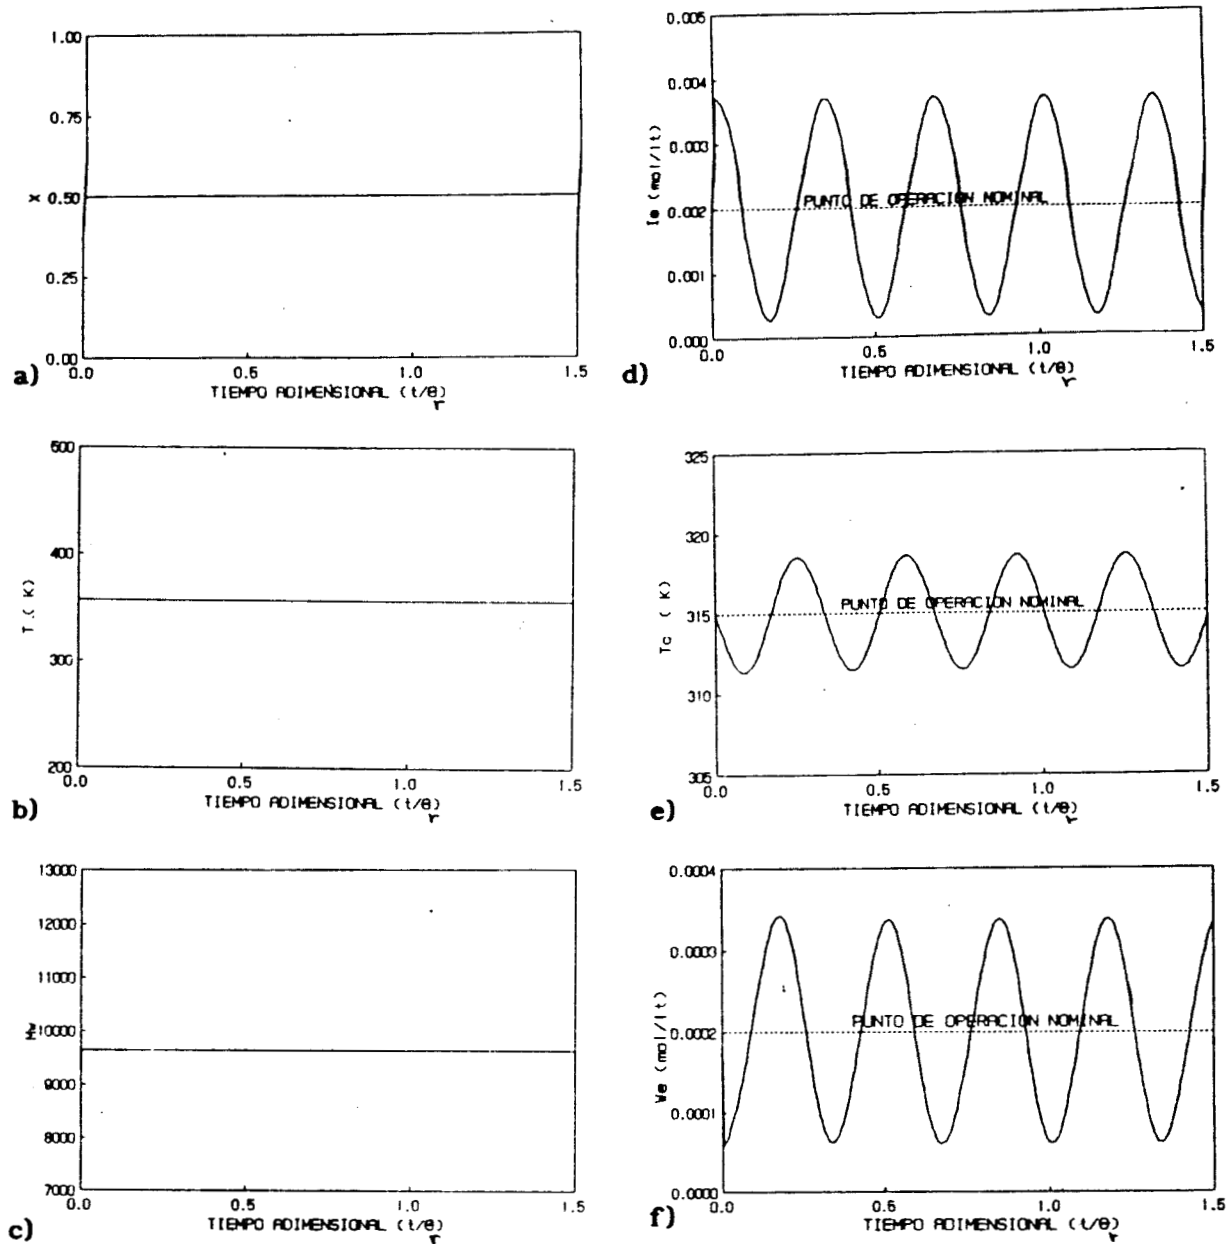 1.00
0.75
X 0.50
0.25
0.00
0.0 0.5 1.0 1.5
a) TIEMPO ADIMENSIONAL (t/θr)
500
400
T (K)
300
200
0.0 0.5 1.0 1.5
b) TIEMPO ADIMENSIONAL (t/θr)
13000
12000
11000
10000
Mw
9000
8000
7000
0.0 0.5 1.0 1.5
c) TIEMPO ADIMENSIONAL (t/θr)
0.005
0.004
0.003
Ie (mol/lt)
PUNTO DE OPERACION NOMINAL
0.002
0.001
0.000
0.0 0.5 1.0 1.5
d) TIEMPO ADIMENSIONAL (t/θr)
325
320
PUNTO DE OPERACION NOMINAL
315
Tc (K)
310
305
0.0 0.5 1.0 1.5
e) TIEMPO ADIMENSIONAL (t/θr)
0.0004
0.0003
PUNTO DE OPERACION NOMINAL
0.0002
We (mol/lt)
0.0001
0.0000
0.0 0.5 1.0 1.5
f) TIEMPO ADIMENSIONAL (t/θr)